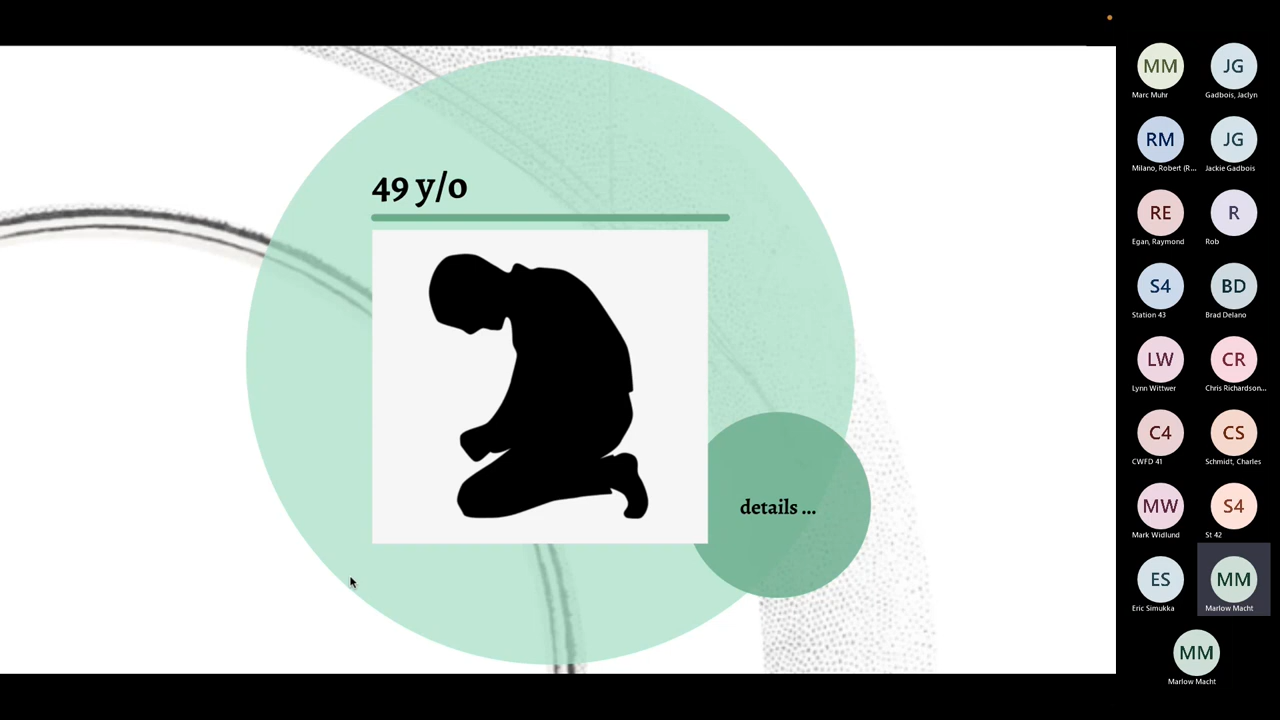 49 y/o
details ...
MM
Marc Muhr
JG
Gadbois, Jaclyn
RM
Milano, Robert (R...
JG
Jackie Gadbois
RE
Egan, Raymond
R
Rob
S4
Station 43
BD
Brad Delano
LW
Lynn Wittwer
CR
Chris Richardson...
C4
CWFD 41
CS
Schmidt, Charles
MW
Mark Widlund
S4
St 42
ES
Eric Simukka
MM
Marlow Macht
MM
Marlow Macht